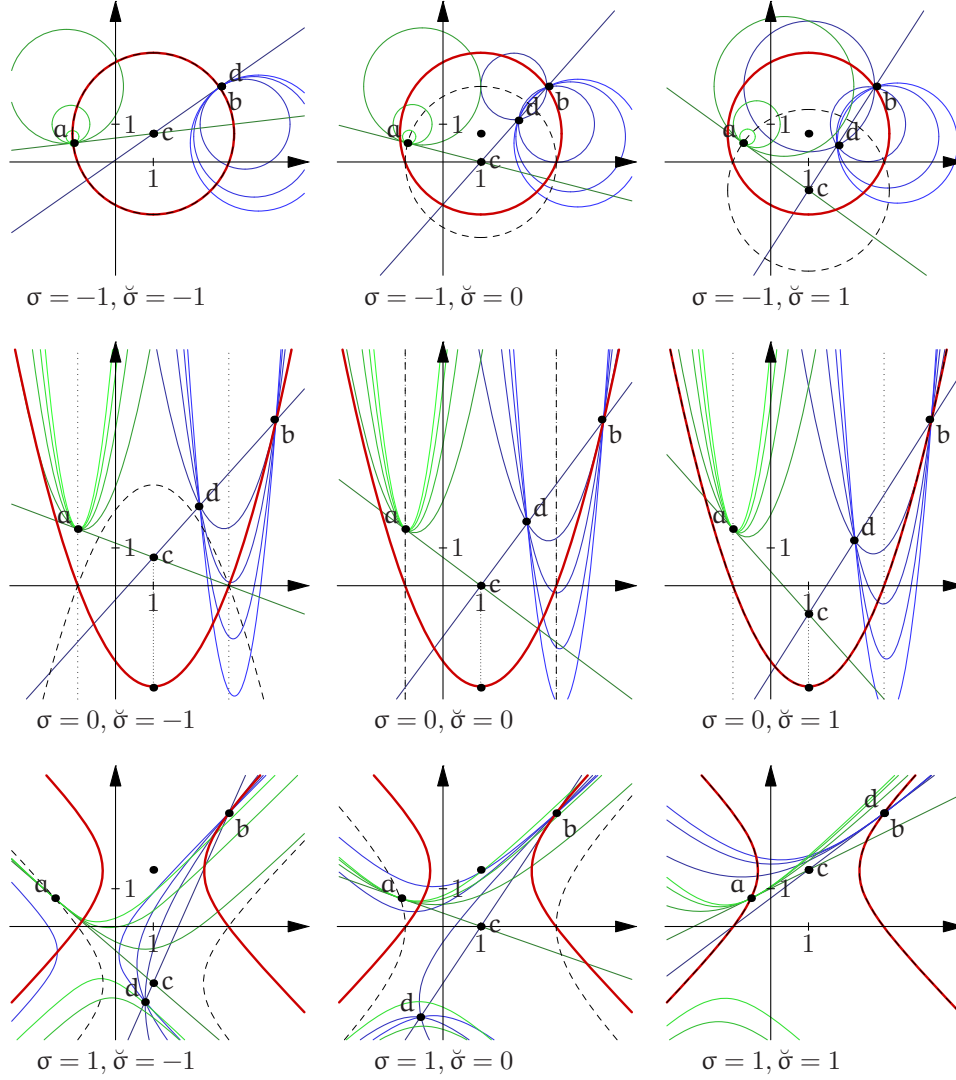 d
b
a
1
c
1
σ = −1, σ̆ = −1
b
d
a
1
c
1
σ = −1, σ̆ = 0
b
d
a
1
c
1
σ = −1, σ̆ = 1
b
d
a
1
c
1
σ = 0, σ̆ = −1
b
d
a
1
c
1
σ = 0, σ̆ = 0
b
d
a
1
c
1
σ = 0, σ̆ = 1
b
a
1
1
c
d
σ = 1, σ̆ = −1
b
a
1
c
1
d
σ = 1, σ̆ = 0
d
b
c
a
1
1
σ = 1, σ̆ = 1